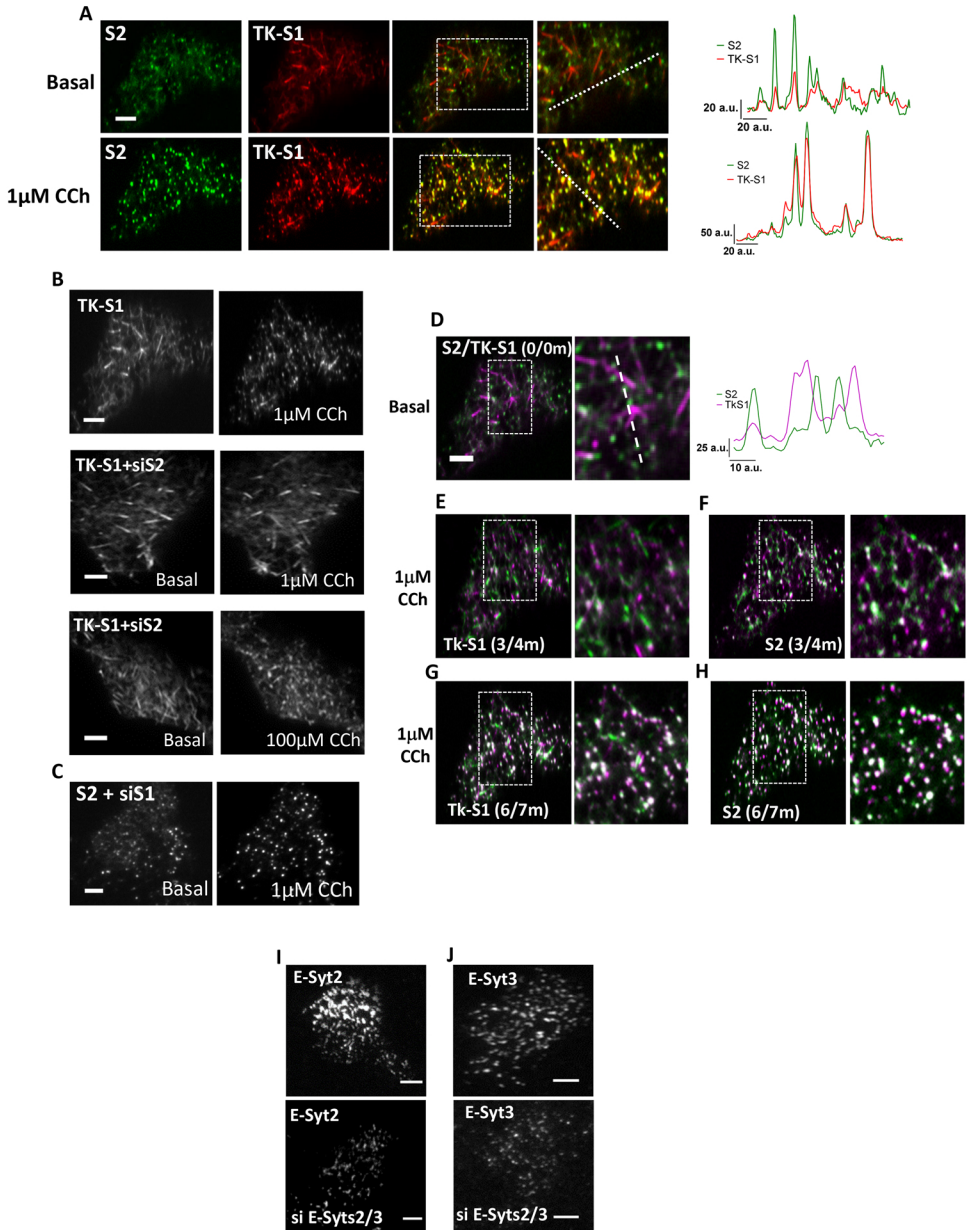 A
S2
TK-S1
Basal
S2
TK-S1
20 a.u.
20 a.u.
S2
TK-S1
1µM CCh
S2
TK-S1
50 a.u.
20 a.u.
B
TK-S1
1µM CCh
TK-S1+siS2
Basal
1µM CCh
TK-S1+siS2
Basal
100µM CCh
C
S2 + siS1
Basal
1µM CCh
D
S2/TK-S1 (0/0m)
Basal
S2
TkS1
25 a.u.
10 a.u.
E
1µM
CCh
Tk-S1 (3/4m)
F
S2 (3/4m)
G
1µM
CCh
Tk-S1 (6/7m)
H
S2 (6/7m)
I
E-Syt2
E-Syt2
si E-Syts2/3
J
E-Syt3
E-Syt3
si E-Syts2/3